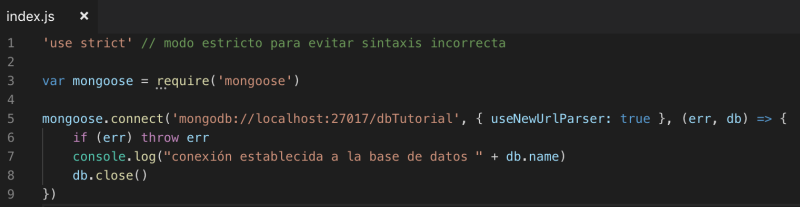 index.js ×
1 'use strict' // modo estricto para evitar sintaxis incorrecta
2
3 var mongoose = require('mongoose')
4
5 mongoose.connect('mongodb://localhost:27017/dbTutorial', { useNewUrlParser: true }, (err, db) => {
6     if (err) throw err
7     console.log("conexión establecida a la base de datos " + db.name)
8     db.close()
9 })